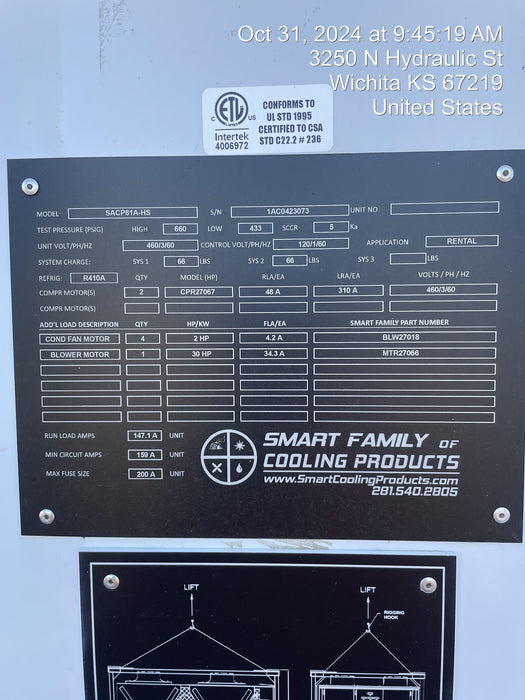 Oct 31, 2024 at 9:45:19 AM
3250 N Hydraulic St
Wichita KS 67219
United States
ETL
C US
LISTED
Intertek
4006972
CONFORMS TO
UL STD 1995
CERTIFIED TO CSA
STD C22.2 # 236
MODEL SACP81A-HS S/N 1AC0423073 UNIT NO
TEST PRESSURE (PSIG) HIGH 660 LOW 433 SCCR 5 Ka
UNIT VOLT/PH/HZ 460/3/60 CONTROL VOLT/PH/HZ 120/1/60 APPLICATION RENTAL
SYSTEM CHARGE: SYS 1 66 LBS SYS 2 66 LBS SYS 3 LBS
REFRIG: R410A QTY MODEL (HP) RLA/EA LRA/EA VOLTS / PH / HZ
COMPR MOTOR(S) 2 CPR27067 48 A 310 A 460/3/60
COMPR MOTOR(S)
ADD'L LOAD DESCRIPTION QTY HP/KW FLA/EA SMART FAMILY PART NUMBER
COND FAN MOTOR 4 2 HP 4.2 A BLW27018
BLOWER MOTOR 1 30 HP 34.3 A MTR27066
RUN LOAD AMPS 147.1 A UNIT
MIN CIRCUIT AMPS 159 A UNIT
MAX FUSE SIZE 200 A UNIT
SMART FAMILY OF
COOLING PRODUCTS
www.SmartCoolingProducts.com
281.540.2805
LIFT LIFT
RIGGING
HOOK